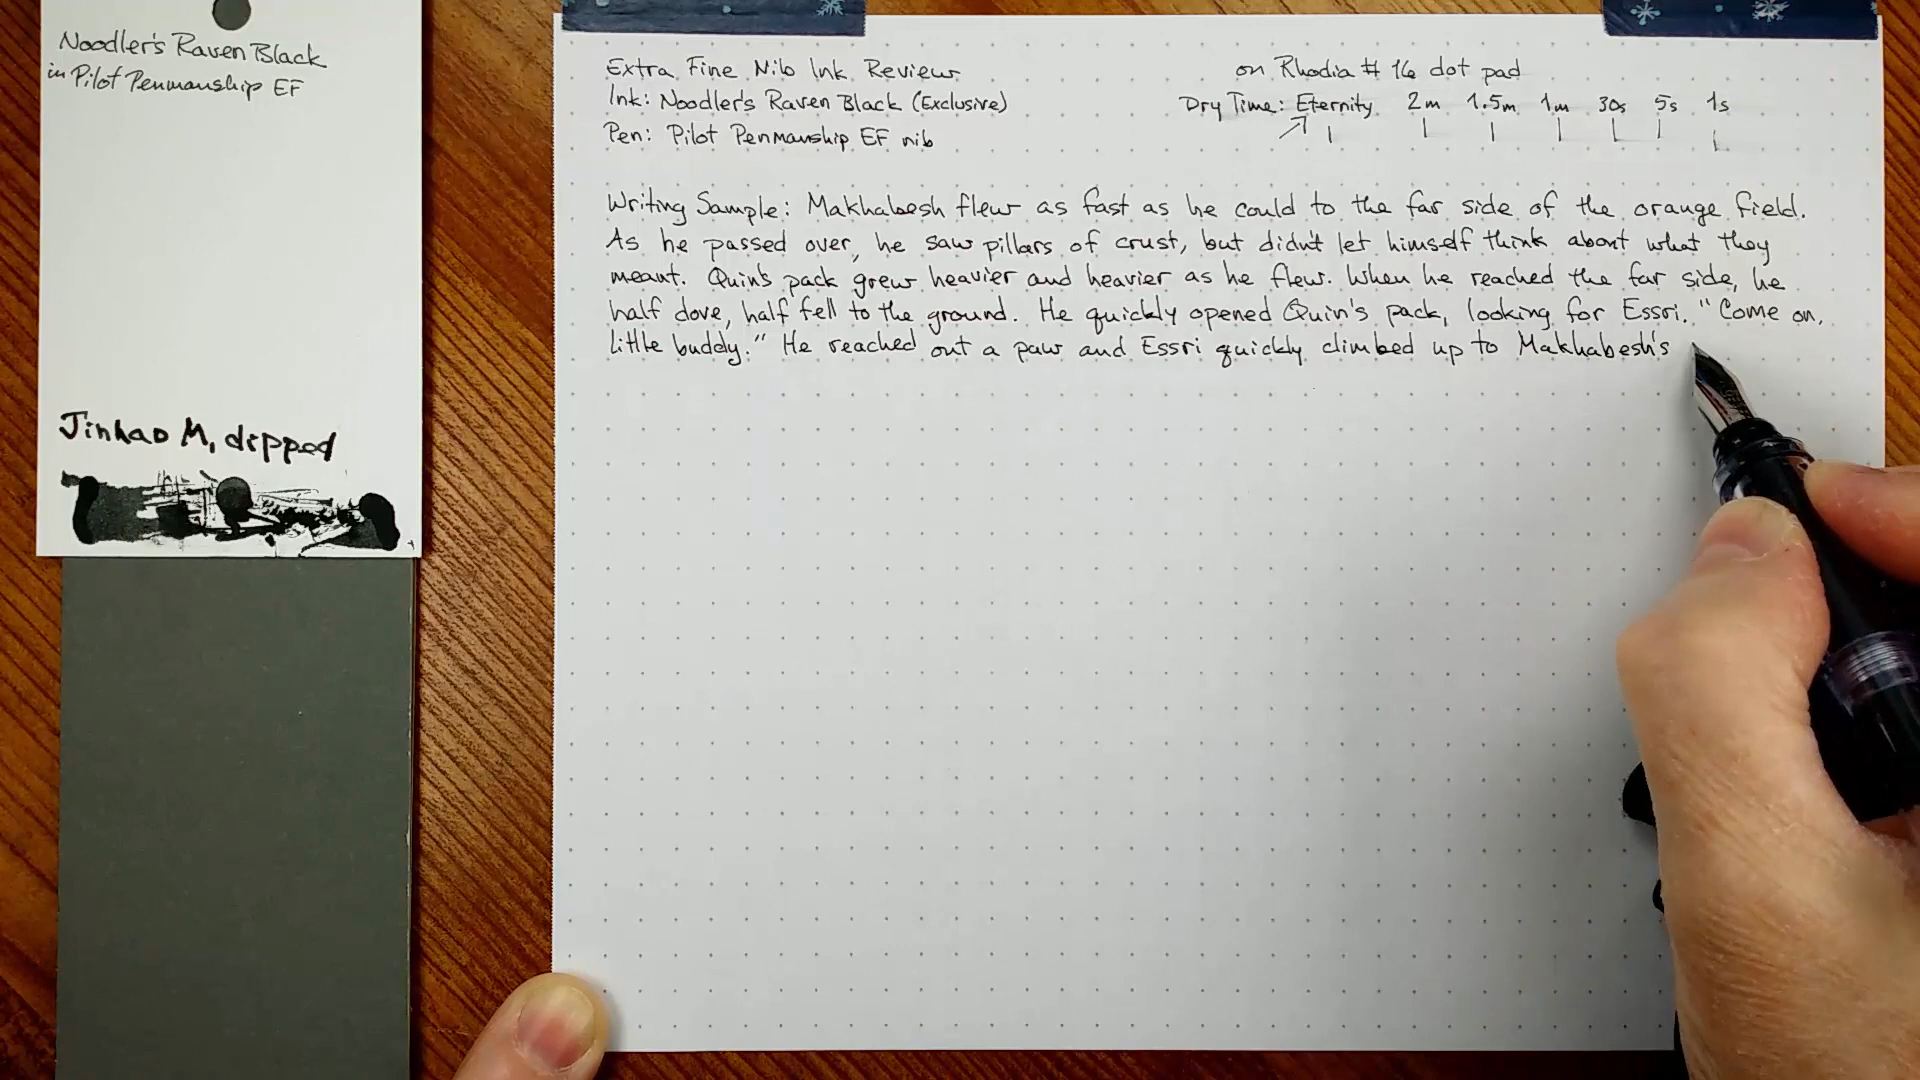 Noodler's Raven Black
in Pilot Penmanship EF
Jinhao M, dipped
Extra Fine Nib Ink Review
Ink: Noodler's Raven Black (Exclusive)
Pen: Pilot Penmanship EF nib
on Rhodia # 16 dot pad
Dry Time: Eternity 2m 1.5m 1m 30s 5s 1s
Writing Sample: Makhabesh flew as fast as he could to the far side of the orange field.
As he passed over, he saw pillars of crust, but didn't let himself think about what they
meant. Quin's pack grew heavier and heavier as he flew. When he reached the far side, he
half dove, half fell to the ground. He quickly opened Quin's pack, looking for Essri. "Come on,
little buddy." He reached out a paw and Essri quickly climbed up to Makhabesh's